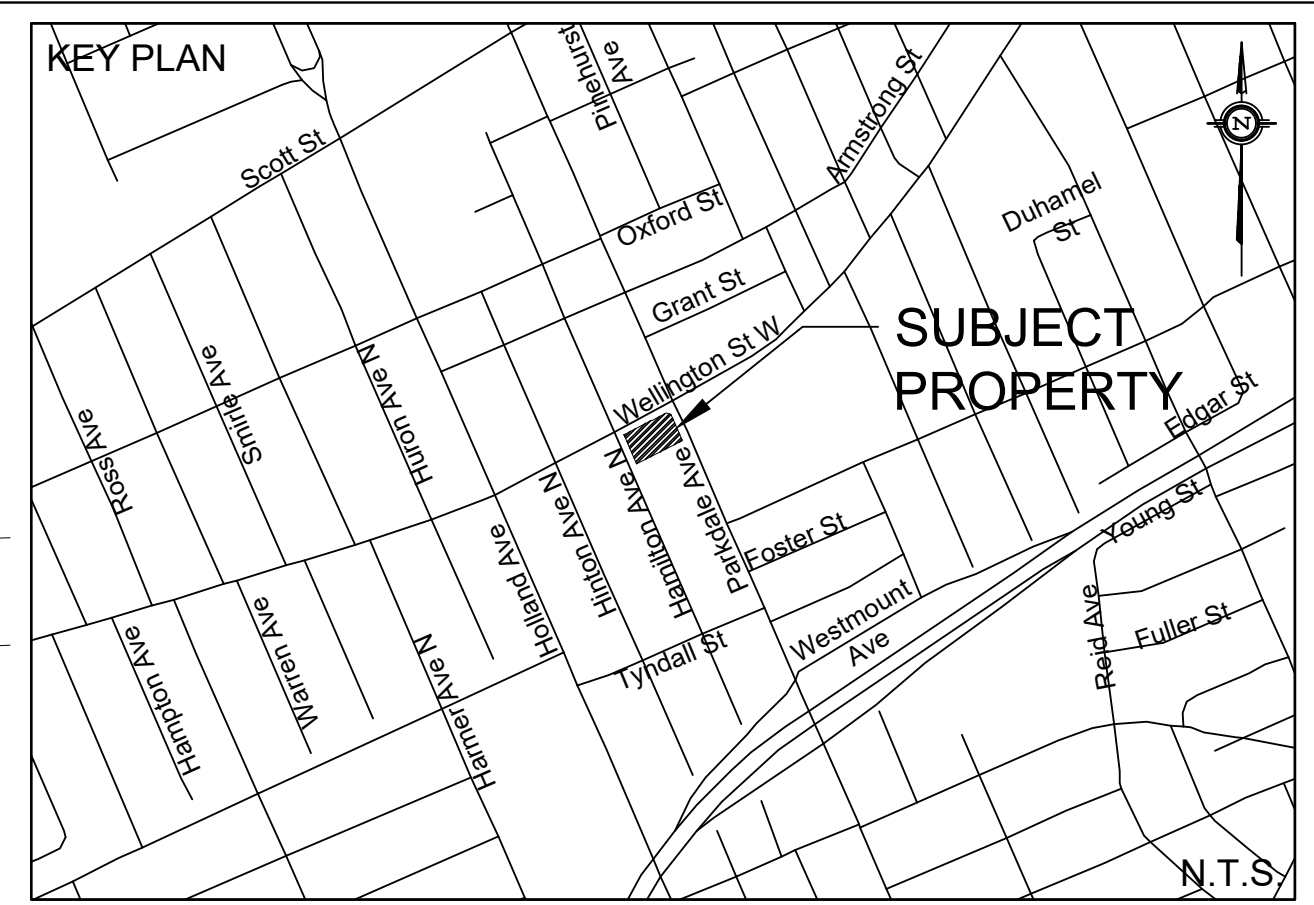 KEY PLAN
Pinehurst
Ave
Armstrong St
N
Scott St
Duhamel
St
Oxford St
Grant St
SUBJECT
PROPERTY
Wellington St W
Edgar St
Ross Ave
Smirle Ave
Huron Ave N
Holland Ave
Hinton Ave N
Hamilton Ave N
Parkdale Ave
Foster St
Young St
Westmount
Ave
Reid Ave
Fuller St
Tyndall St
Hampton Ave
Warren Ave
Harmer Ave N
N.T.S.